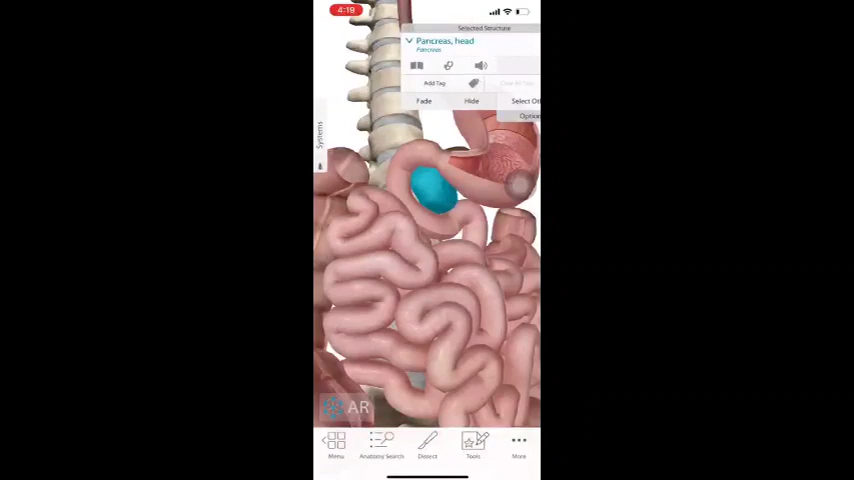 4:19
Selected Structure
Pancreas, head
Pancreas
Add Tag
Fade
Hide
Select
Systems
AR
Menu
Anatomy Search
Dissect
Tools
More